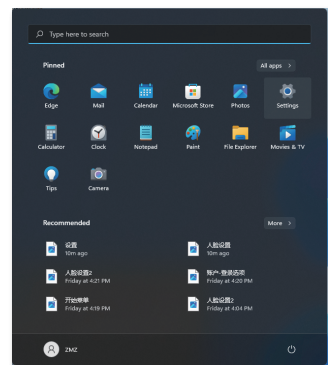 Type here to search
Pinned
All apps >
Edge
Mail
Calendar
Microsoft Store
Photos
Settings
Calculator
Clock
Notepad
Paint
File Explorer
Movies & TV
Tips
Camera
Recommended
More >
设置
10m ago
人脸设置
10m ago
人脸设置2
Friday at 4:21 PM
账户-登录选项
Friday at 4:20 PM
开始菜单
Friday at 4:19 PM
人脸设置2
Friday at 4:04 PM
ZMZ